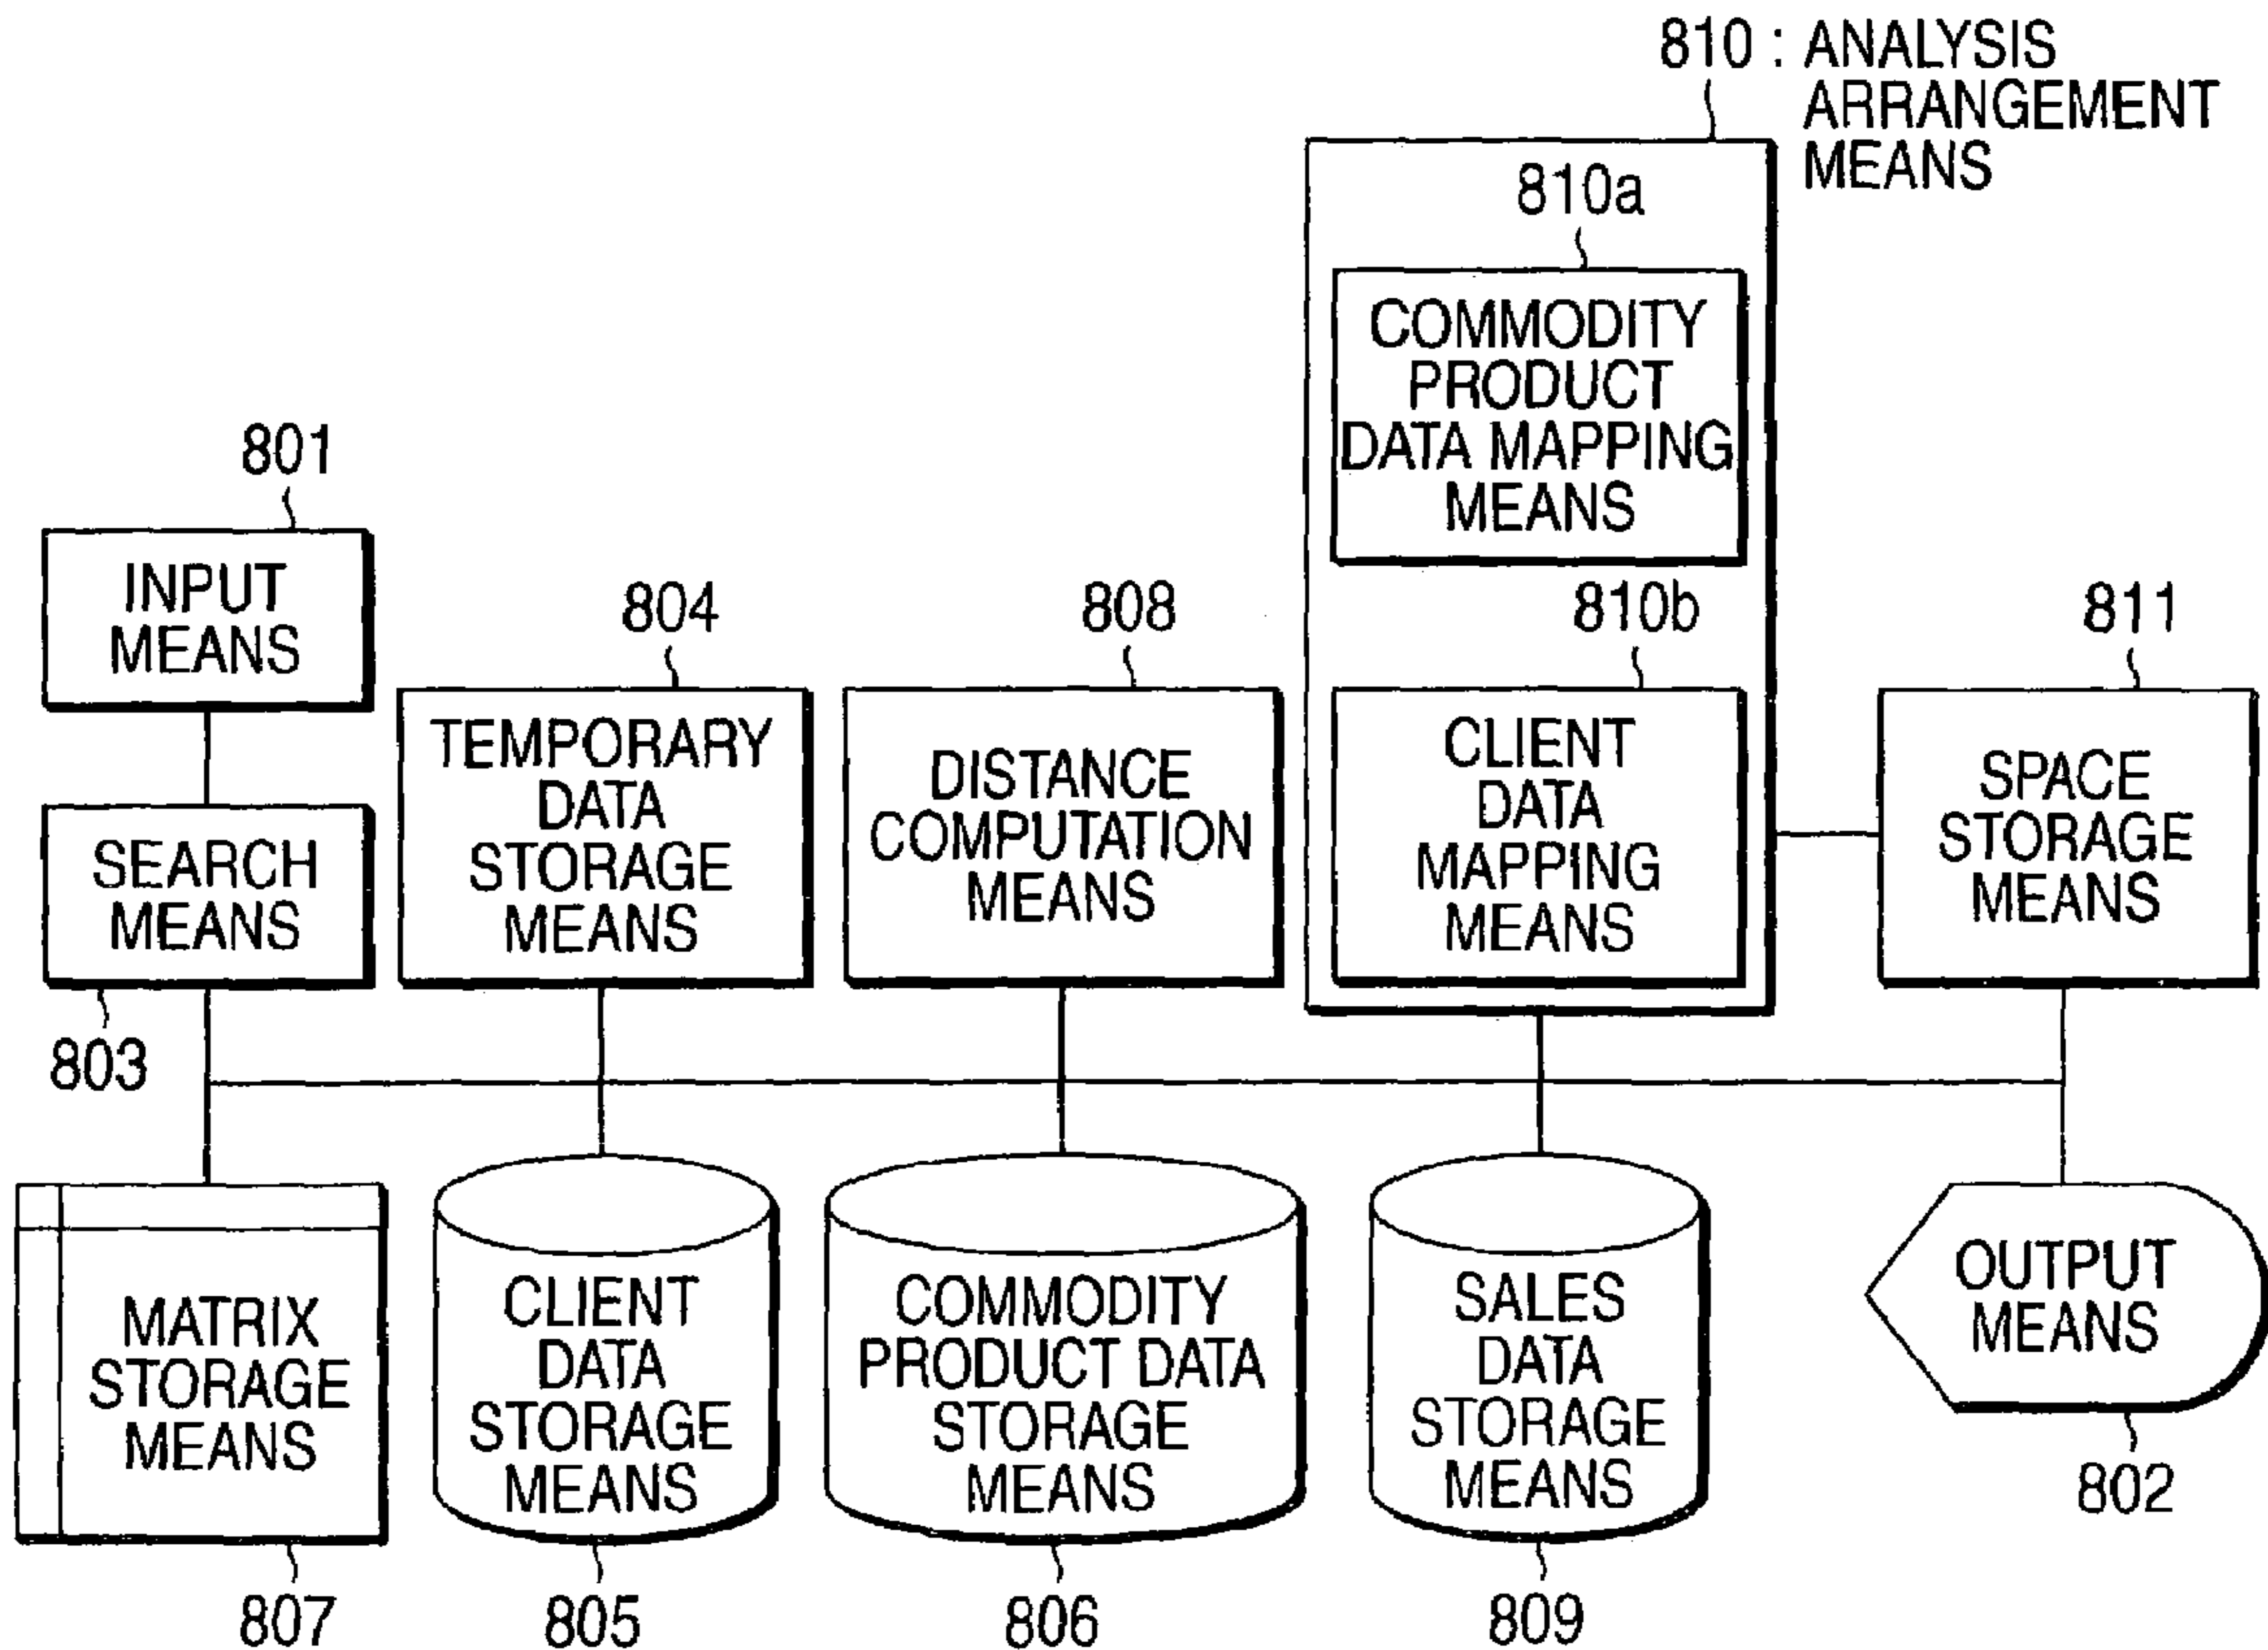 810 : ANALYSIS
ARRANGEMENT
MEANS
810a
COMMODITY
PRODUCT
DATA MAPPING
MEANS
801
INPUT
MEANS
804
808
810b
811
TEMPORARY
DATA
STORAGE
MEANS
DISTANCE
COMPUTATION
MEANS
CLIENT
DATA
MAPPING
MEANS
SPACE
STORAGE
MEANS
SEARCH
MEANS
803
MATRIX
STORAGE
MEANS
CLIENT
DATA
STORAGE
MEANS
COMMODITY
PRODUCT DATA
STORAGE
MEANS
SALES
DATA
STORAGE
MEANS
OUTPUT
MEANS
802
807
805
806
809